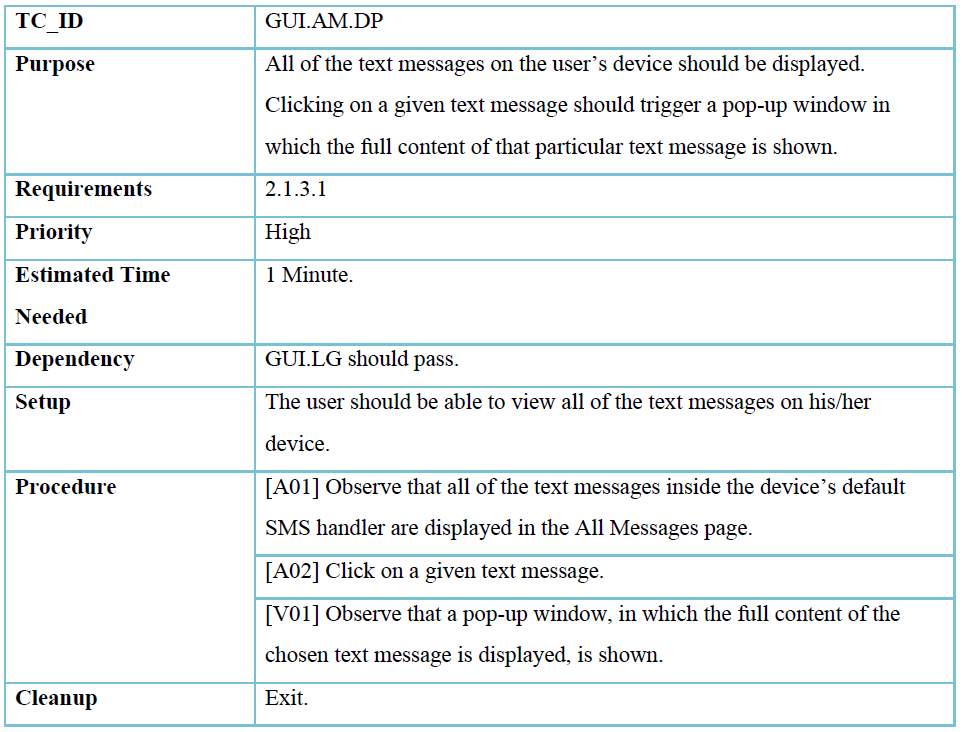 TC_ID
GUI.AM.DP
Purpose
All of the text messages on the user’s device should be displayed.
Clicking on a given text message should trigger a pop-up window in
which the full content of that particular text message is shown.
Requirements
2.1.3.1
Priority
High
Estimated Time
Needed
1 Minute.
Dependency
GUI.LG should pass.
Setup
The user should be able to view all of the text messages on his/her
device.
Procedure
[A01] Observe that all of the text messages inside the device’s default
SMS handler are displayed in the All Messages page.
[A02] Click on a given text message.
[V01] Observe that a pop-up window, in which the full content of the
chosen text message is displayed, is shown.
Cleanup
Exit.